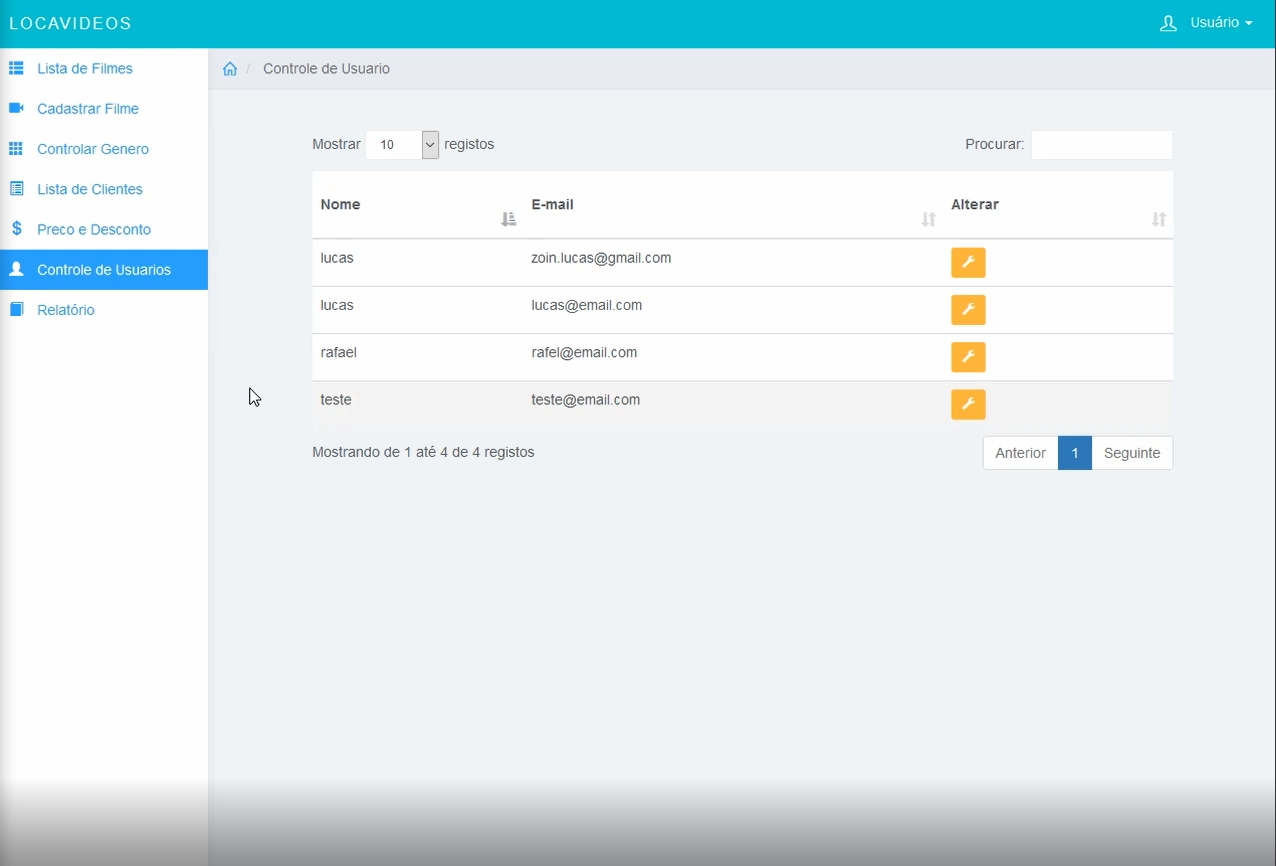 LOCAVIDEOS
Usuário
Lista de Filmes
Cadastrar Filme
Controlar Genero
Lista de Clientes
Preco e Desconto
Controle de Usuarios
Relatório
/ Controle de Usuario
Mostrar 10 registos
Procurar:
Nome E-mail Alterar
lucas zoin.lucas@gmail.com
lucas lucas@email.com
rafael rafel@email.com
teste teste@email.com
Mostrando de 1 até 4 de 4 registos
Anterior 1 Seguinte